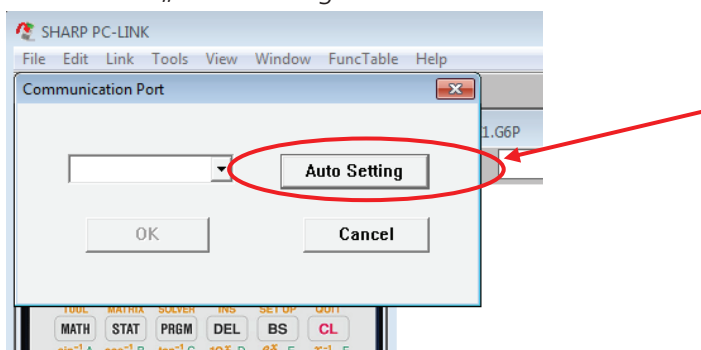 SHARP PC-LINK
File Edit Link Tools View Window FuncTable Help
Communication Port
1.G6P
Auto Setting
OK Cancel
TOOL MATRIX SOLVER INS SET UP QUIT
MATH STAT PRGM DEL BS CL